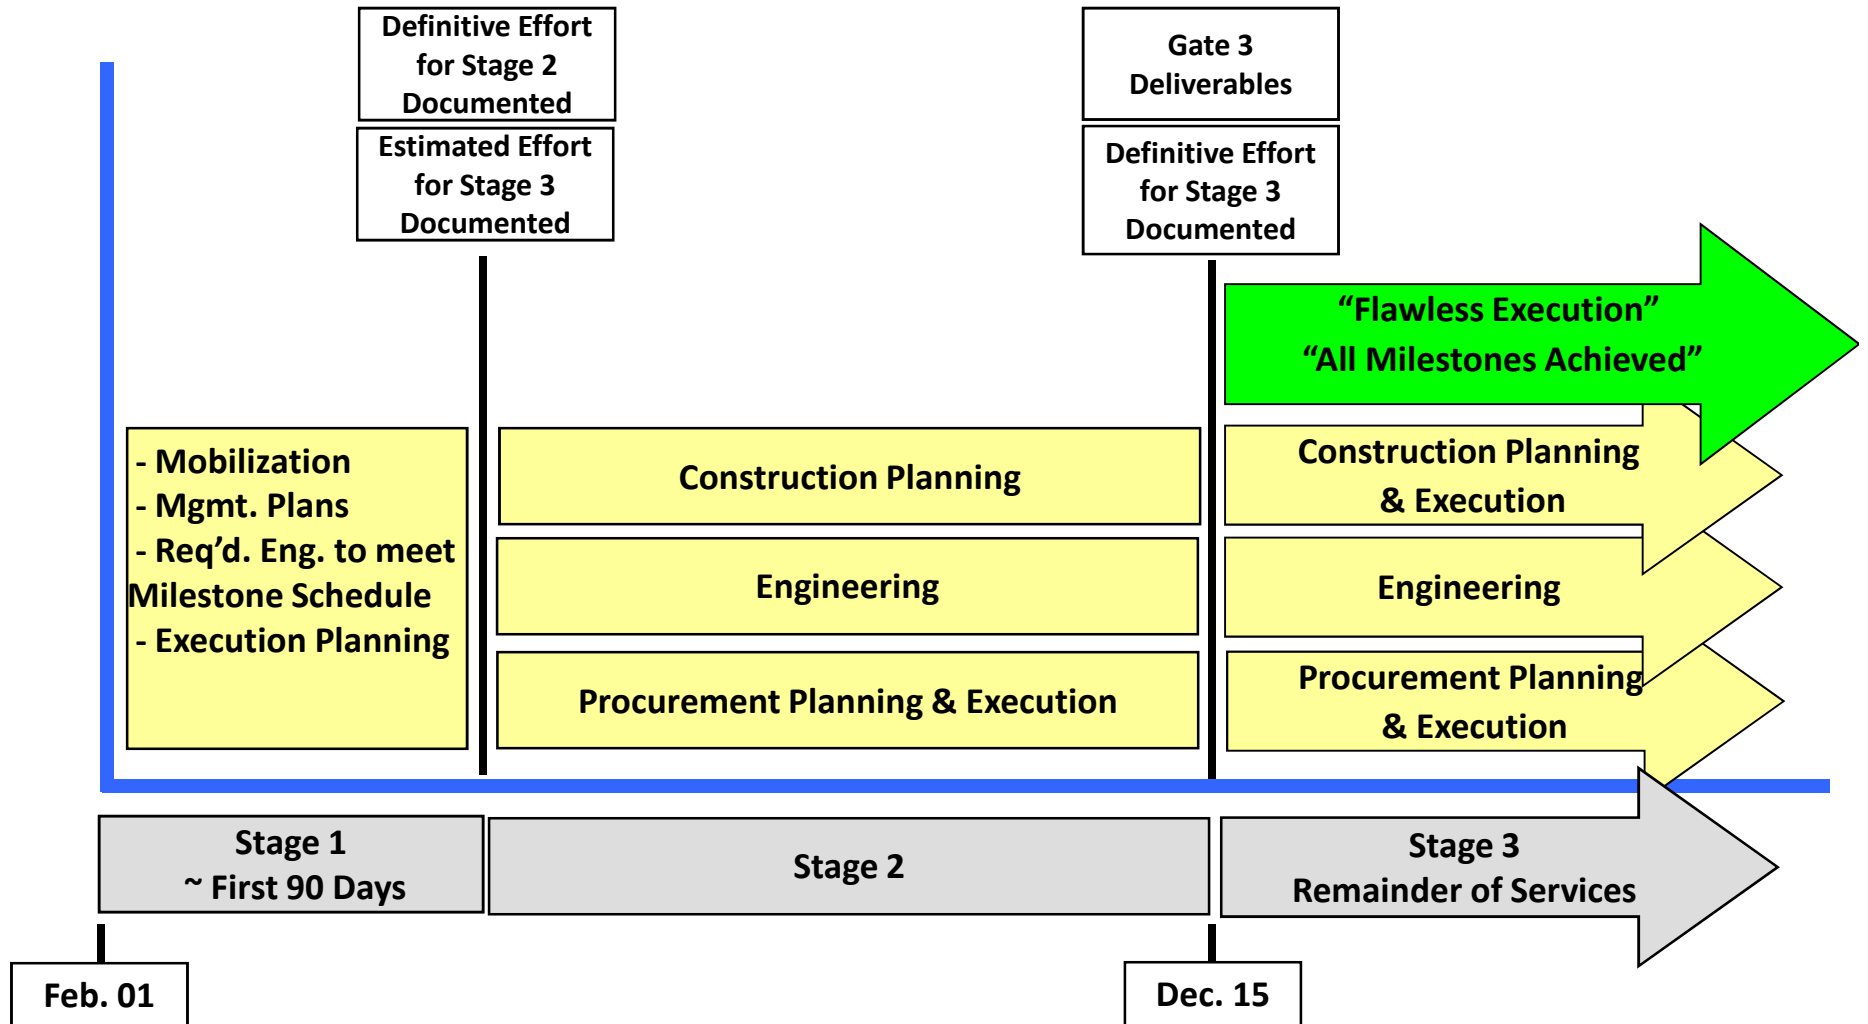 Definitive Effort
for Stage 2
Documented
Estimated Effort
for Stage 3
Documented
Gate 3
Deliverables
Definitive Effort
for Stage 3
Documented
“Flawless Execution”
“All Milestones Achieved”
- Mobilization
- Mgmt. Plans
- Req’d. Eng. to meet
Milestone Schedule
- Execution Planning
Construction Planning
Engineering
Procurement Planning & Execution
Construction Planning
& Execution
Engineering
Procurement Planning
& Execution
Stage 1
~ First 90 Days
Stage 2
Stage 3
Remainder of Services
Feb. 01
Dec. 15